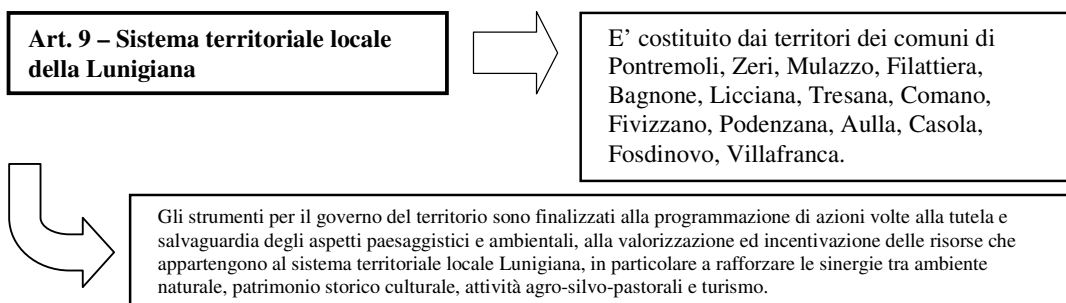 Art. 9 – Sistema territoriale locale
della Lunigiana
E’ costituito dai territori dei comuni di
Pontremoli, Zeri, Mulazzo, Filattiera,
Bagnone, Licciana, Tresana, Comano,
Fivizzano, Podenzana, Aulla, Casola,
Fosdinovo, Villafranca.
Gli strumenti per il governo del territorio sono finalizzati alla programmazione di azioni volte alla tutela e
salvaguardia degli aspetti paesaggistici e ambientali, alla valorizzazione ed incentivazione delle risorse che
appartengono al sistema territoriale locale Lunigiana, in particolare a rafforzare le sinergie tra ambiente
naturale, patrimonio storico culturale, attività agro-silvo-pastorali e turismo.